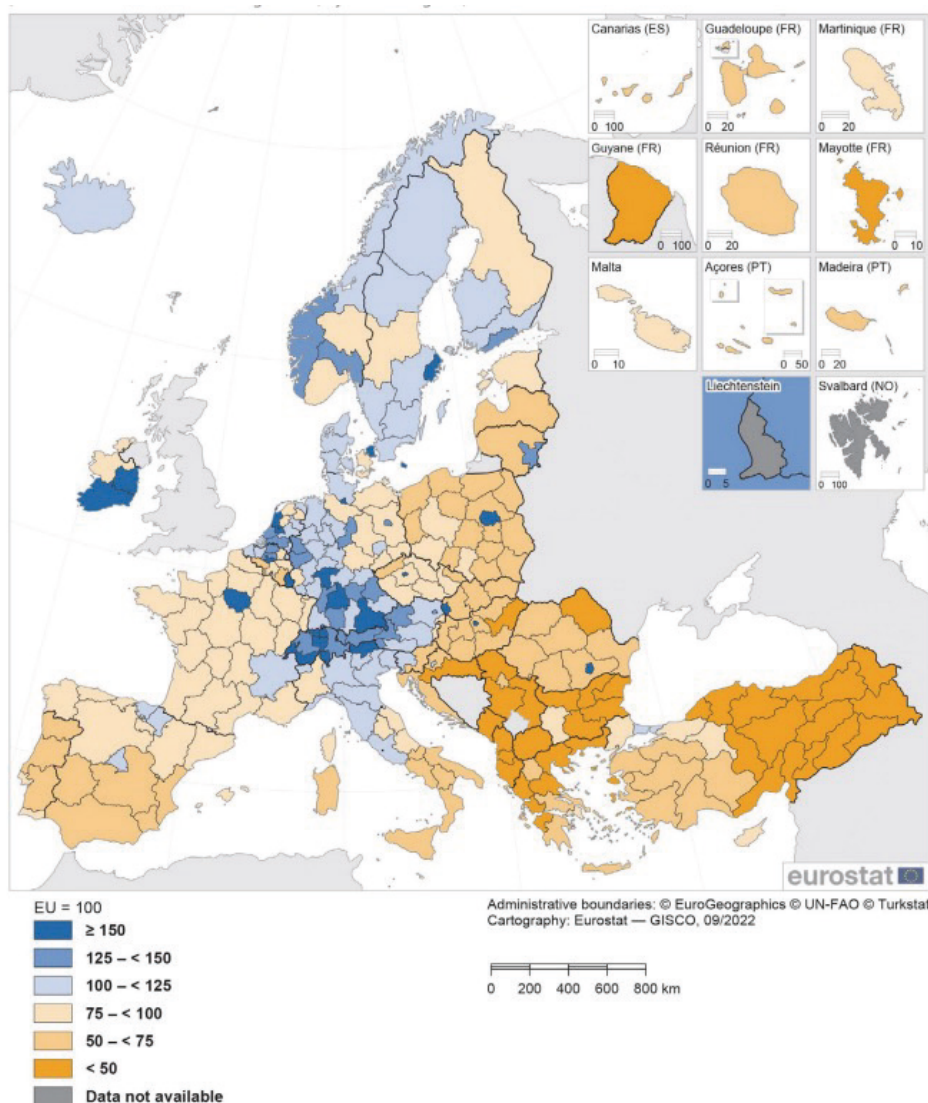 Canarias (ES)
Guadeloupe (FR)
Martinique (FR)
0 100
0 20
0 20
Guyane (FR)
Réunion (FR)
Mayotte (FR)
0 100
0 20
0 10
Malta
Açores (PT)
Madeira (PT)
0 10
0 50
0 20
Liechtenstein
Svalbard (NO)
0 5
0 100
eurostat
EU = 100
≥ 150
125 – < 150
100 – < 125
75 – < 100
50 – < 75
< 50
Data not available
Administrative boundaries: © EuroGeographics © UN-FAO © Turkstat
Cartography: Eurostat — GISCO, 09/2022
0 200 400 600 800 km